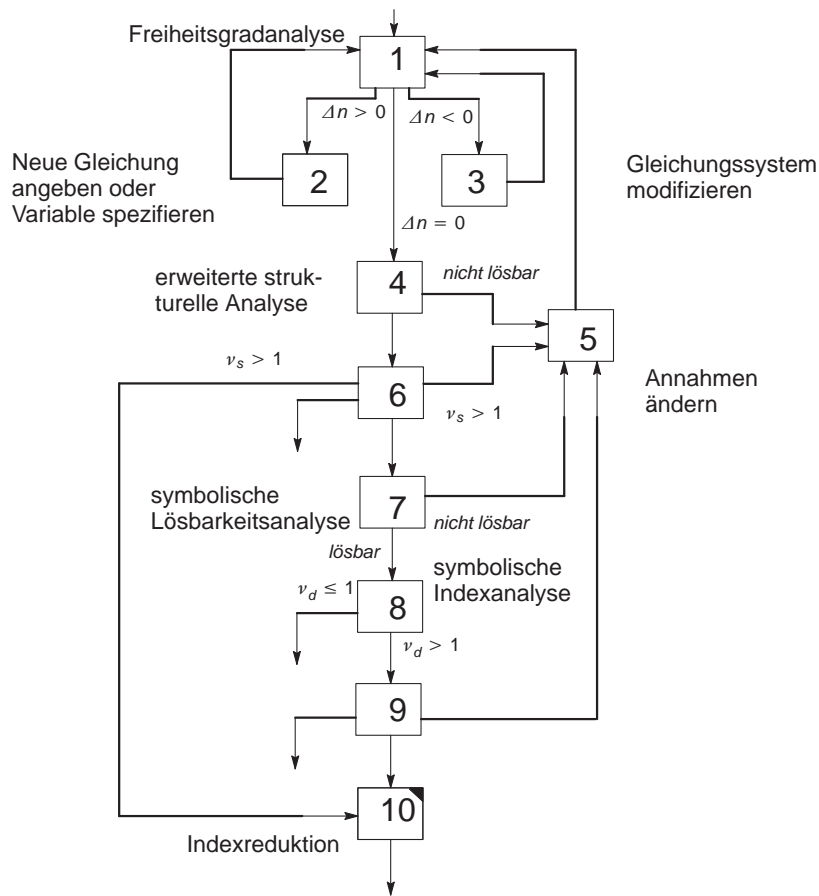 Freiheitsgradanalyse
1
Δn > 0
Δn < 0
Neue Gleichung
angeben oder
Variable spezifieren
2
3
Gleichungssystem
modifizieren
Δn = 0
erweiterte struk-
turelle Analyse
4
nicht lösbar
5
νs > 1
6
νs > 1
Annahmen
ändern
symbolische
Lösbarkeitsanalyse
7
nicht lösbar
lösbar
symbolische
Indexanalyse
νd ≤ 1
8
νd > 1
9
10
Indexreduktion